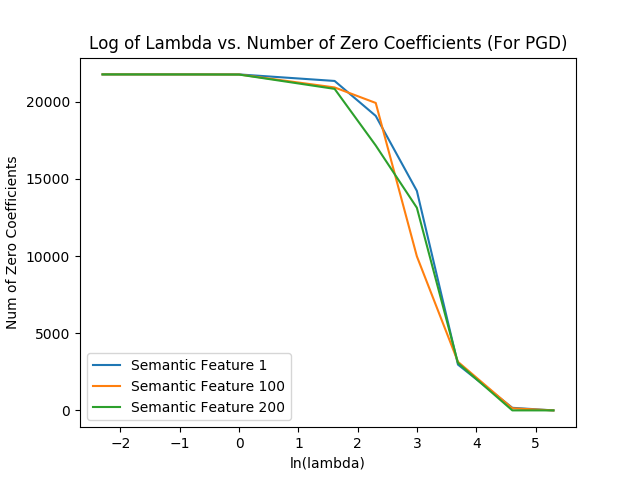 Log of Lambda vs. Number of Zero Coefficients (For PGD)
Num of Zero Coefficients
20000
15000
10000
5000
0
Semantic Feature 1
Semantic Feature 100
Semantic Feature 200
−2 −1 0 1 2 3 4 5
ln(lambda)